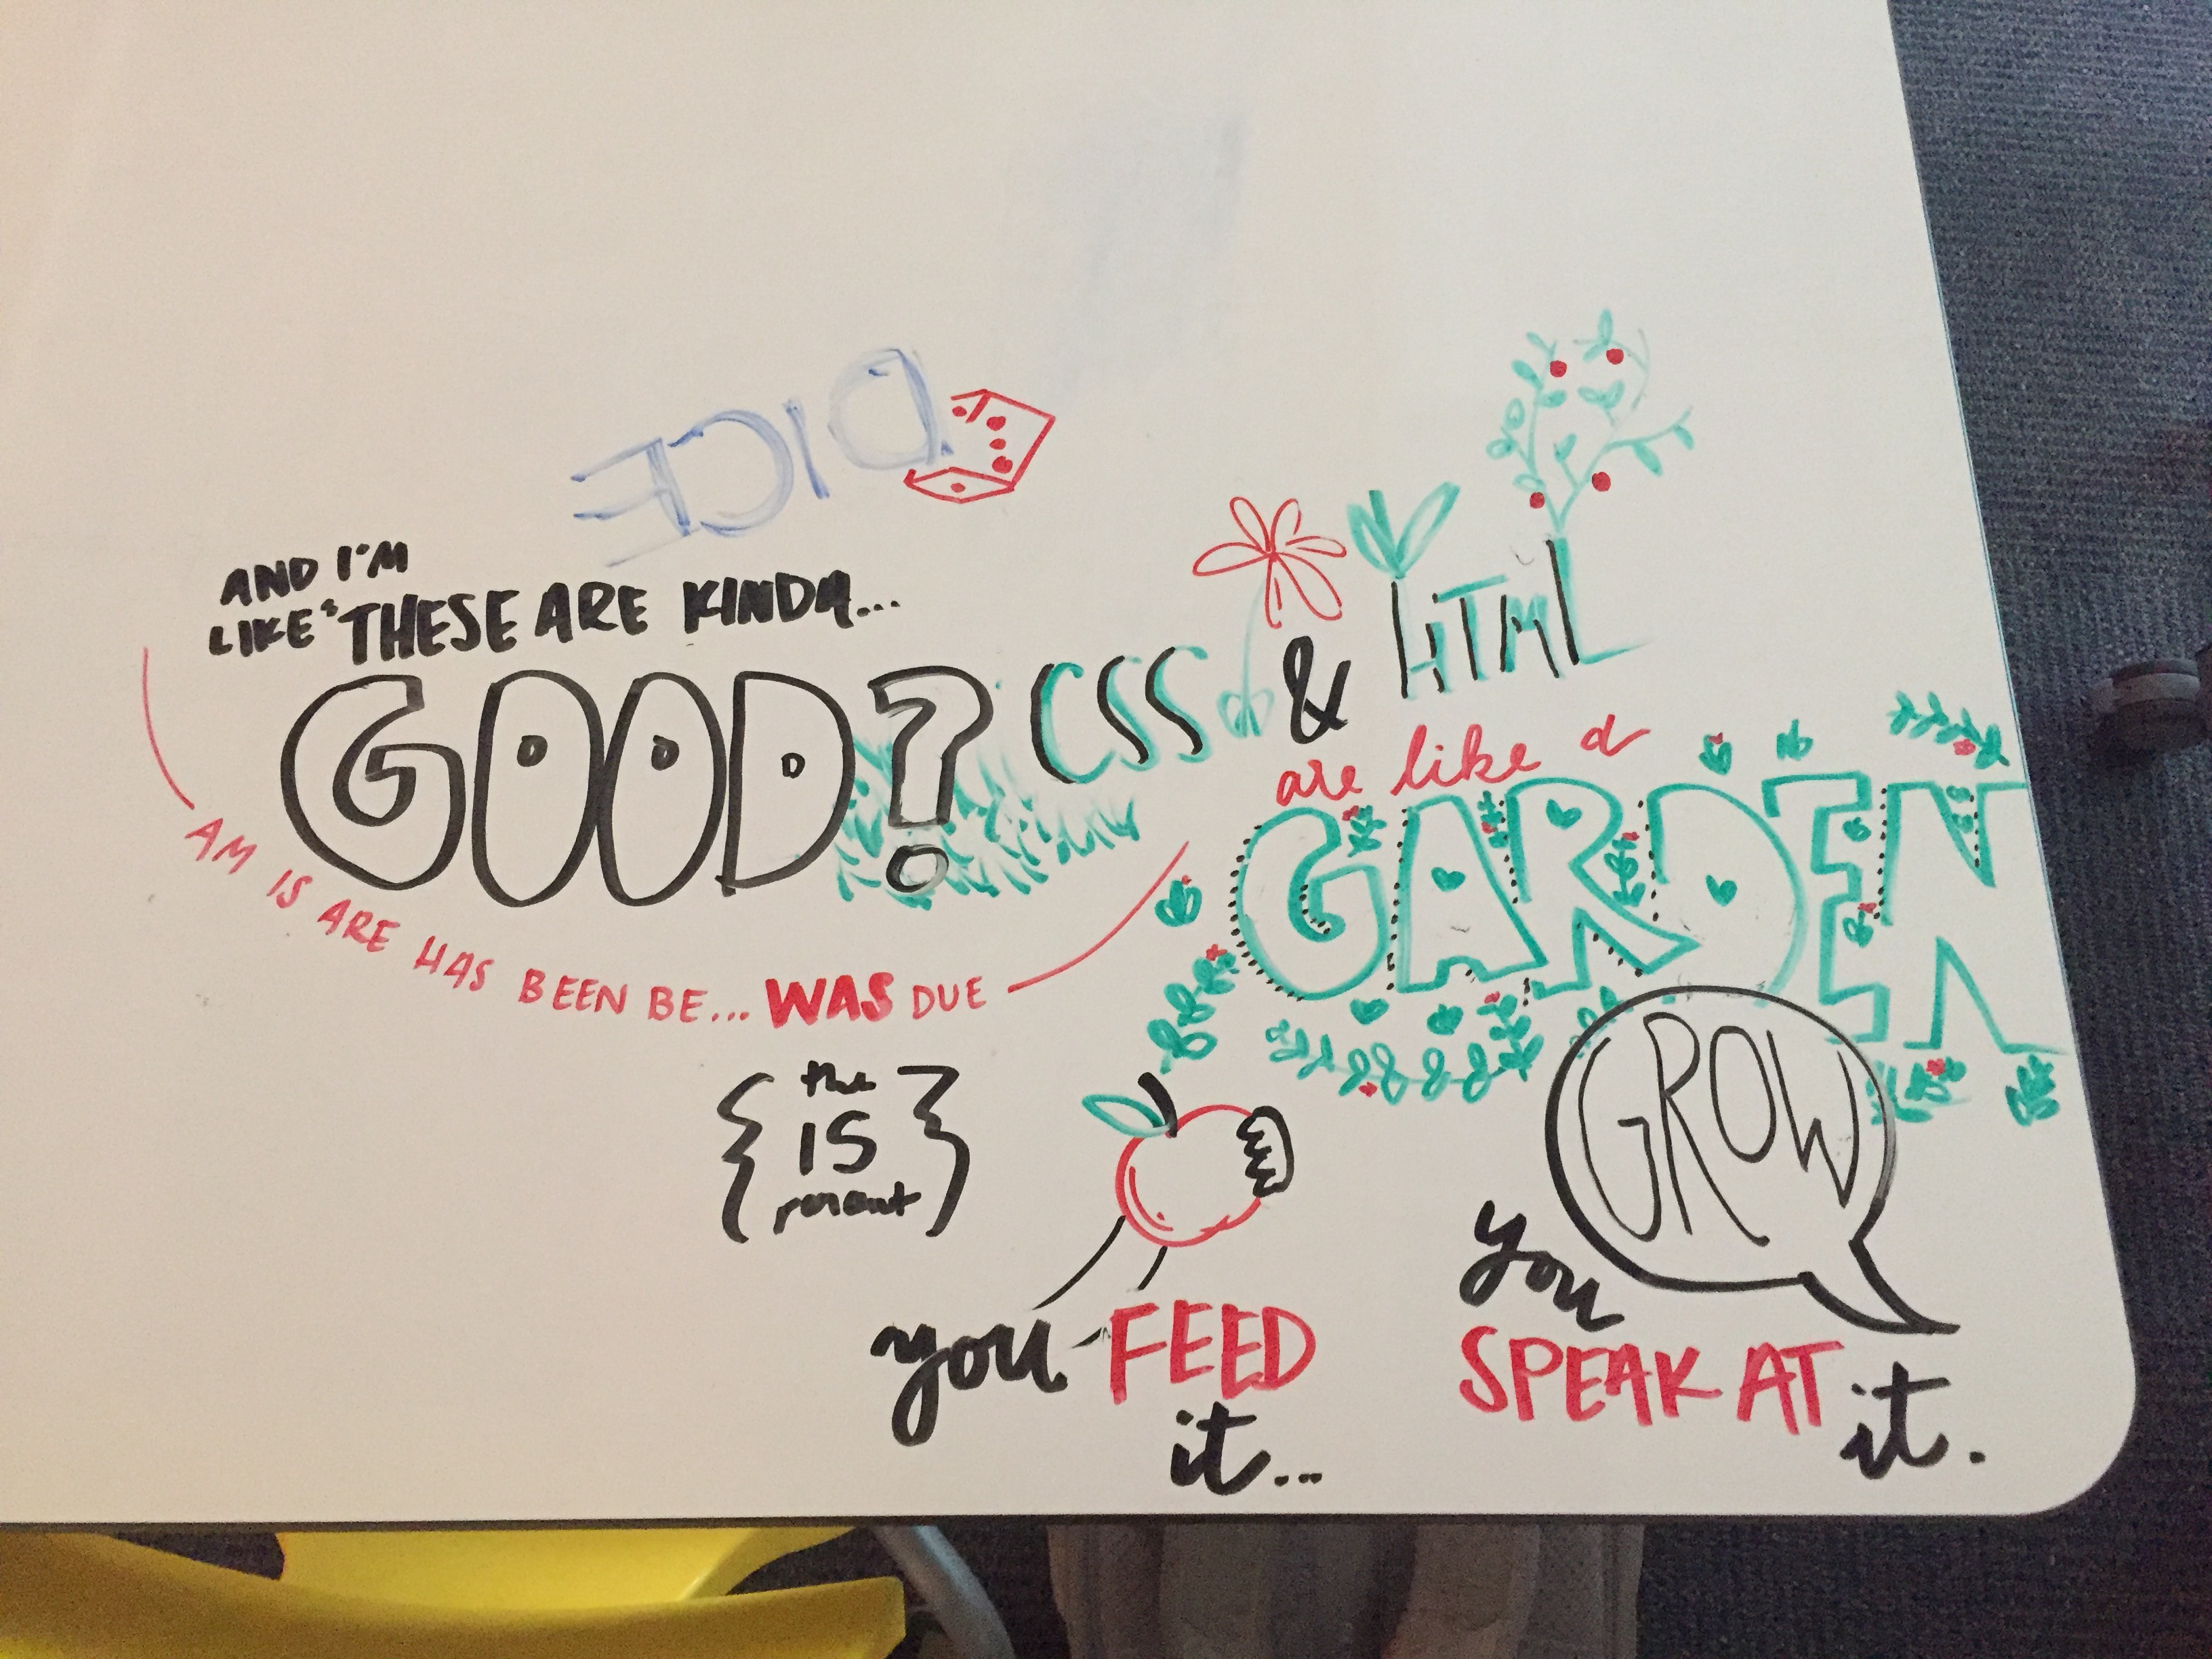 DICE
AND I'M
LIKE "THESE ARE KINDA...
GOOD?
AM IS ARE HAS BEEN BE... WAS DUE
{ the
IS
parent }
CSS & HTML
are like a
GARDEN
you FEED
it...
GROW
you
SPEAK AT
it.